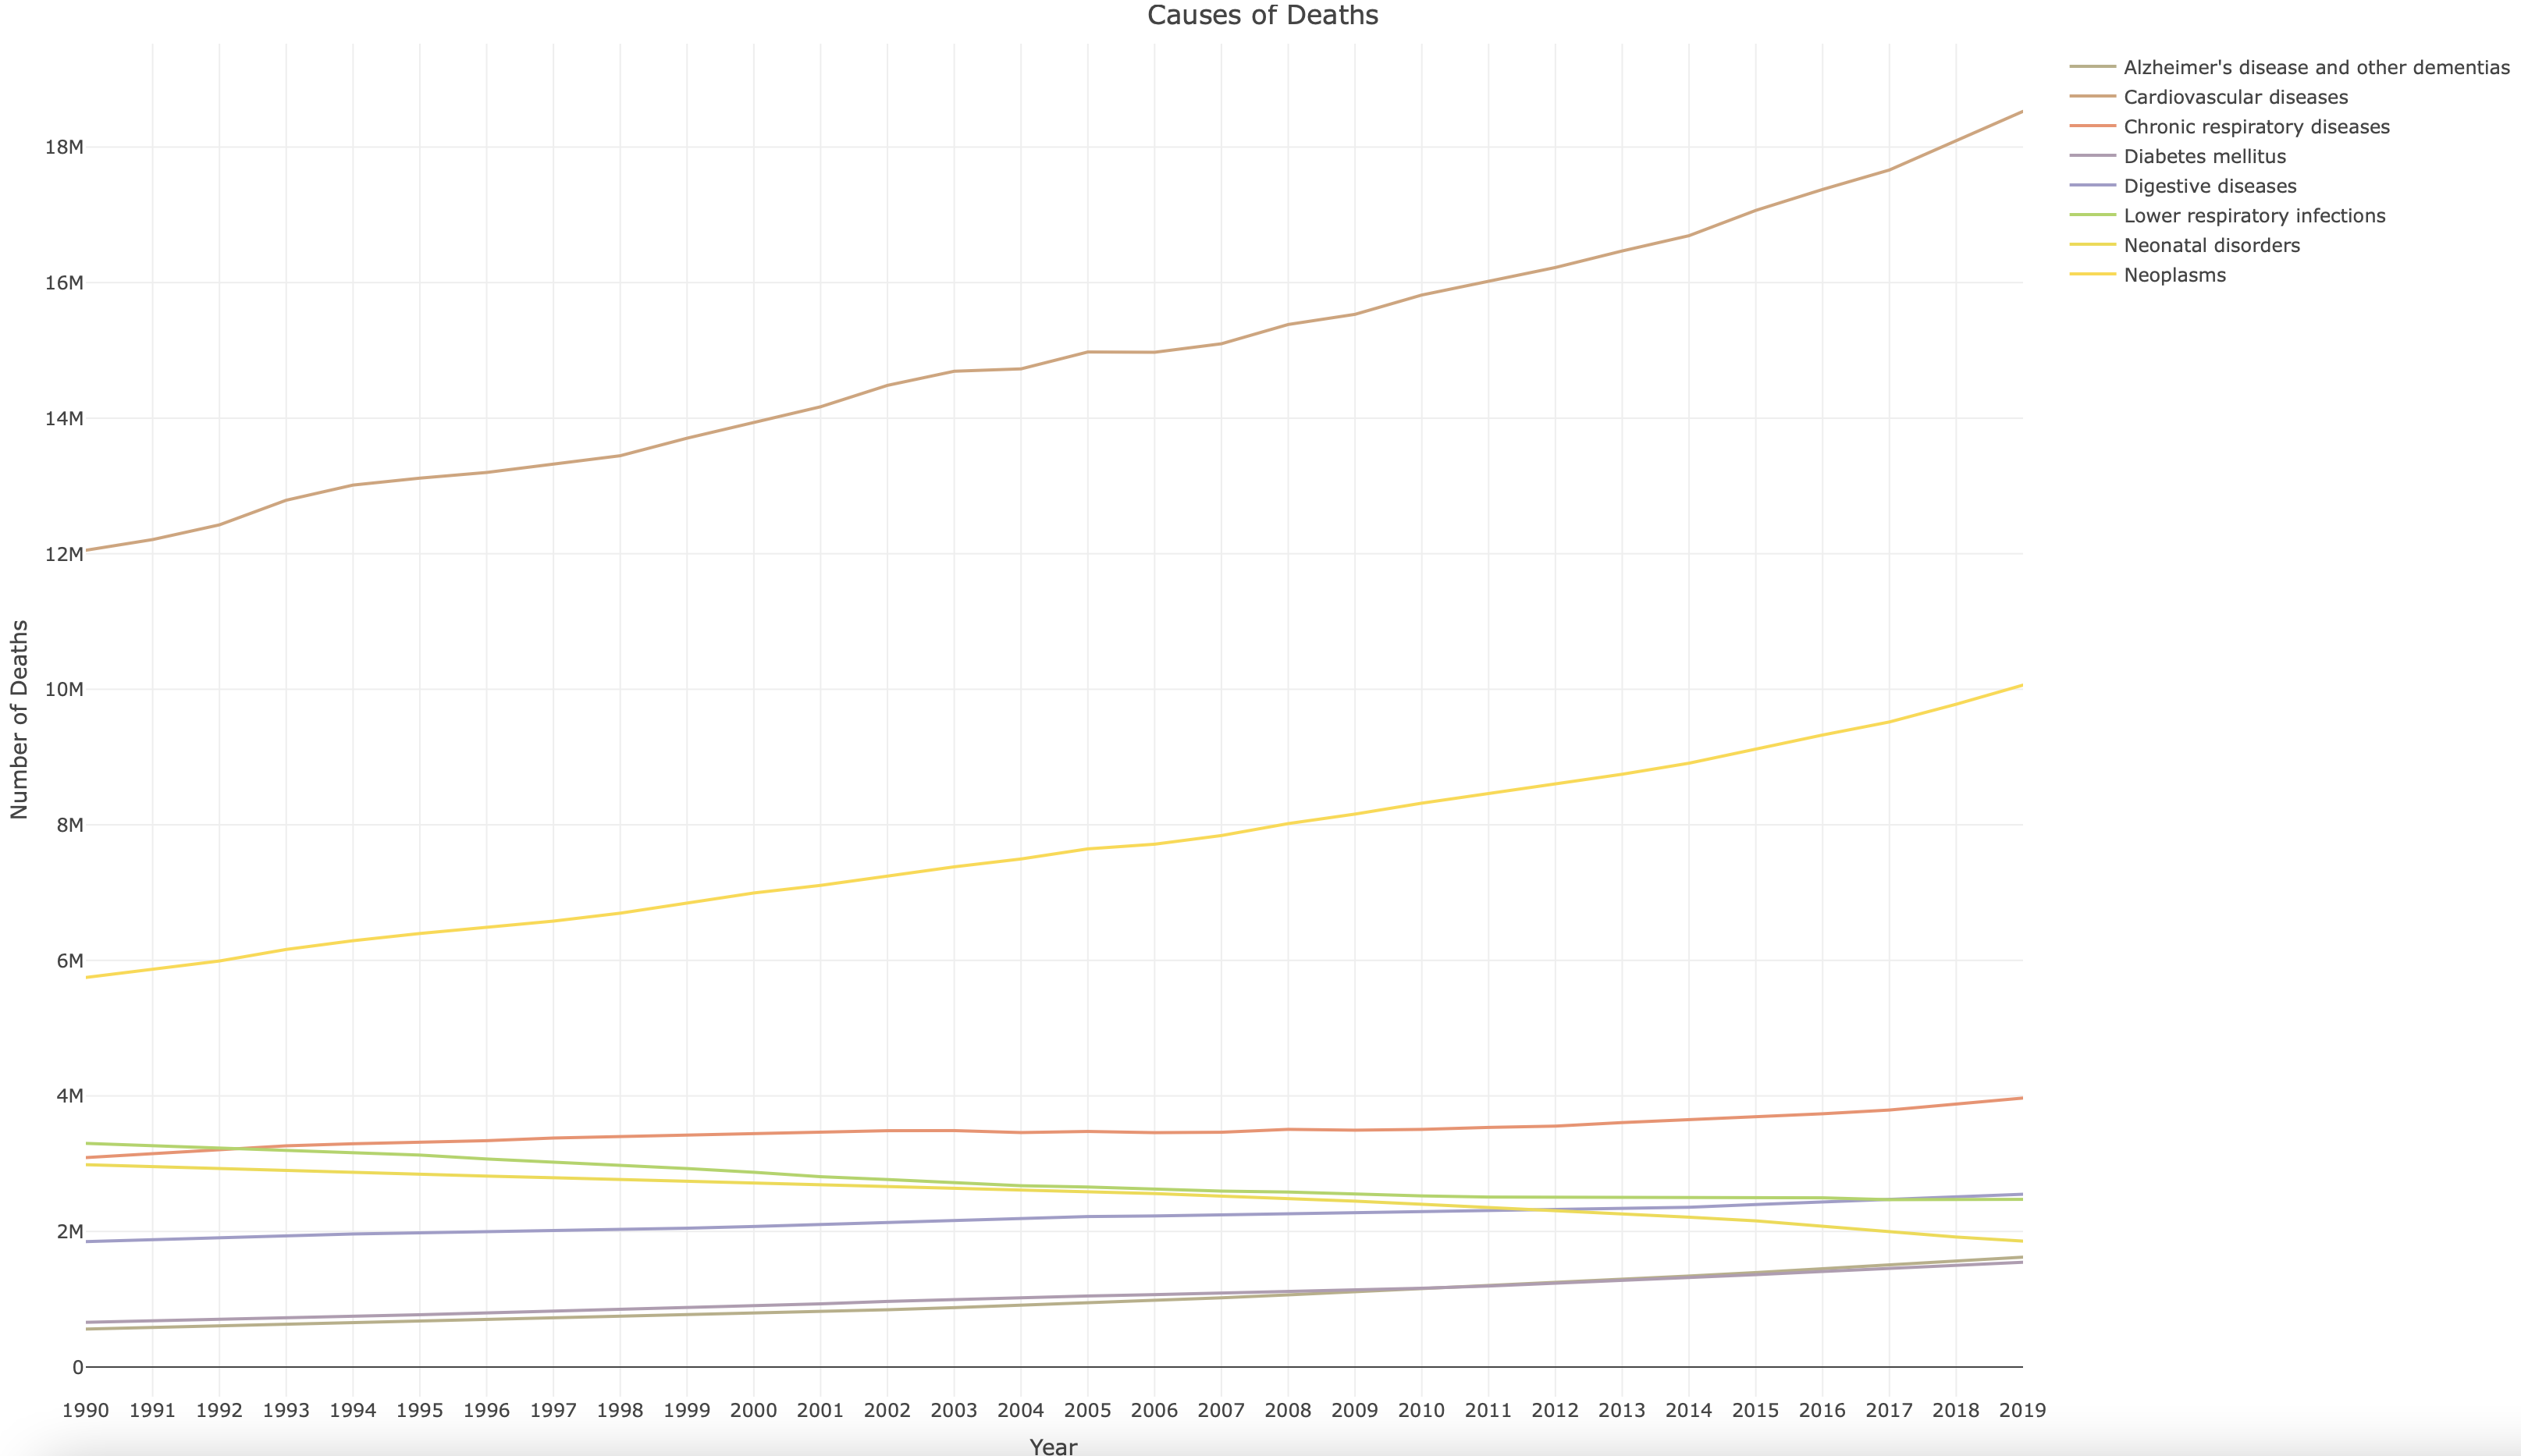 Causes of Deaths
Alzheimer's disease and other dementias
Cardiovascular diseases
Chronic respiratory diseases
Diabetes mellitus
Digestive diseases
Lower respiratory infections
Neonatal disorders
Neoplasms
18M
16M
14M
12M
10M
8M
6M
4M
2M
0
Number of Deaths
1990 1991 1992 1993 1994 1995 1996 1997 1998 1999 2000 2001 2002 2003 2004 2005 2006 2007 2008 2009 2010 2011 2012 2013 2014 2015 2016 2017 2018 2019
Year